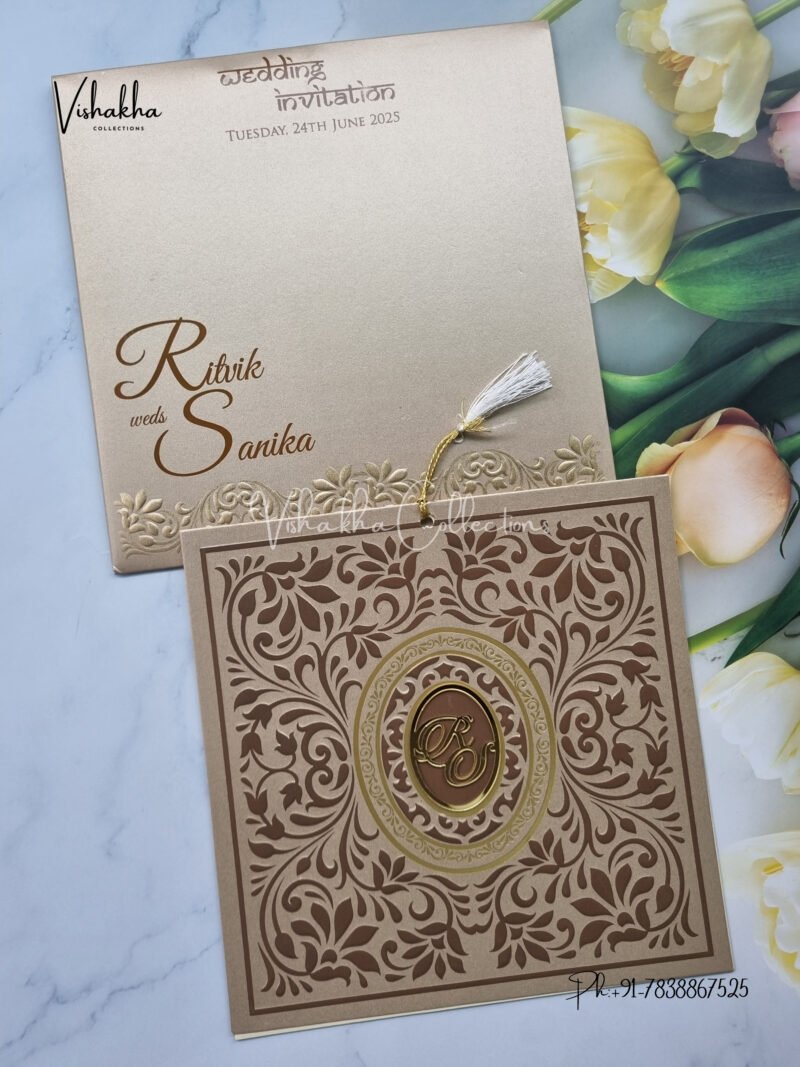 Vishakha
COLLECTIONS
wedding
invitation
TUESDAY, 24TH JUNE 2025
Ritvik
weds
Sanika
Vishakha Collections
RS
Ph:+91-7838867525